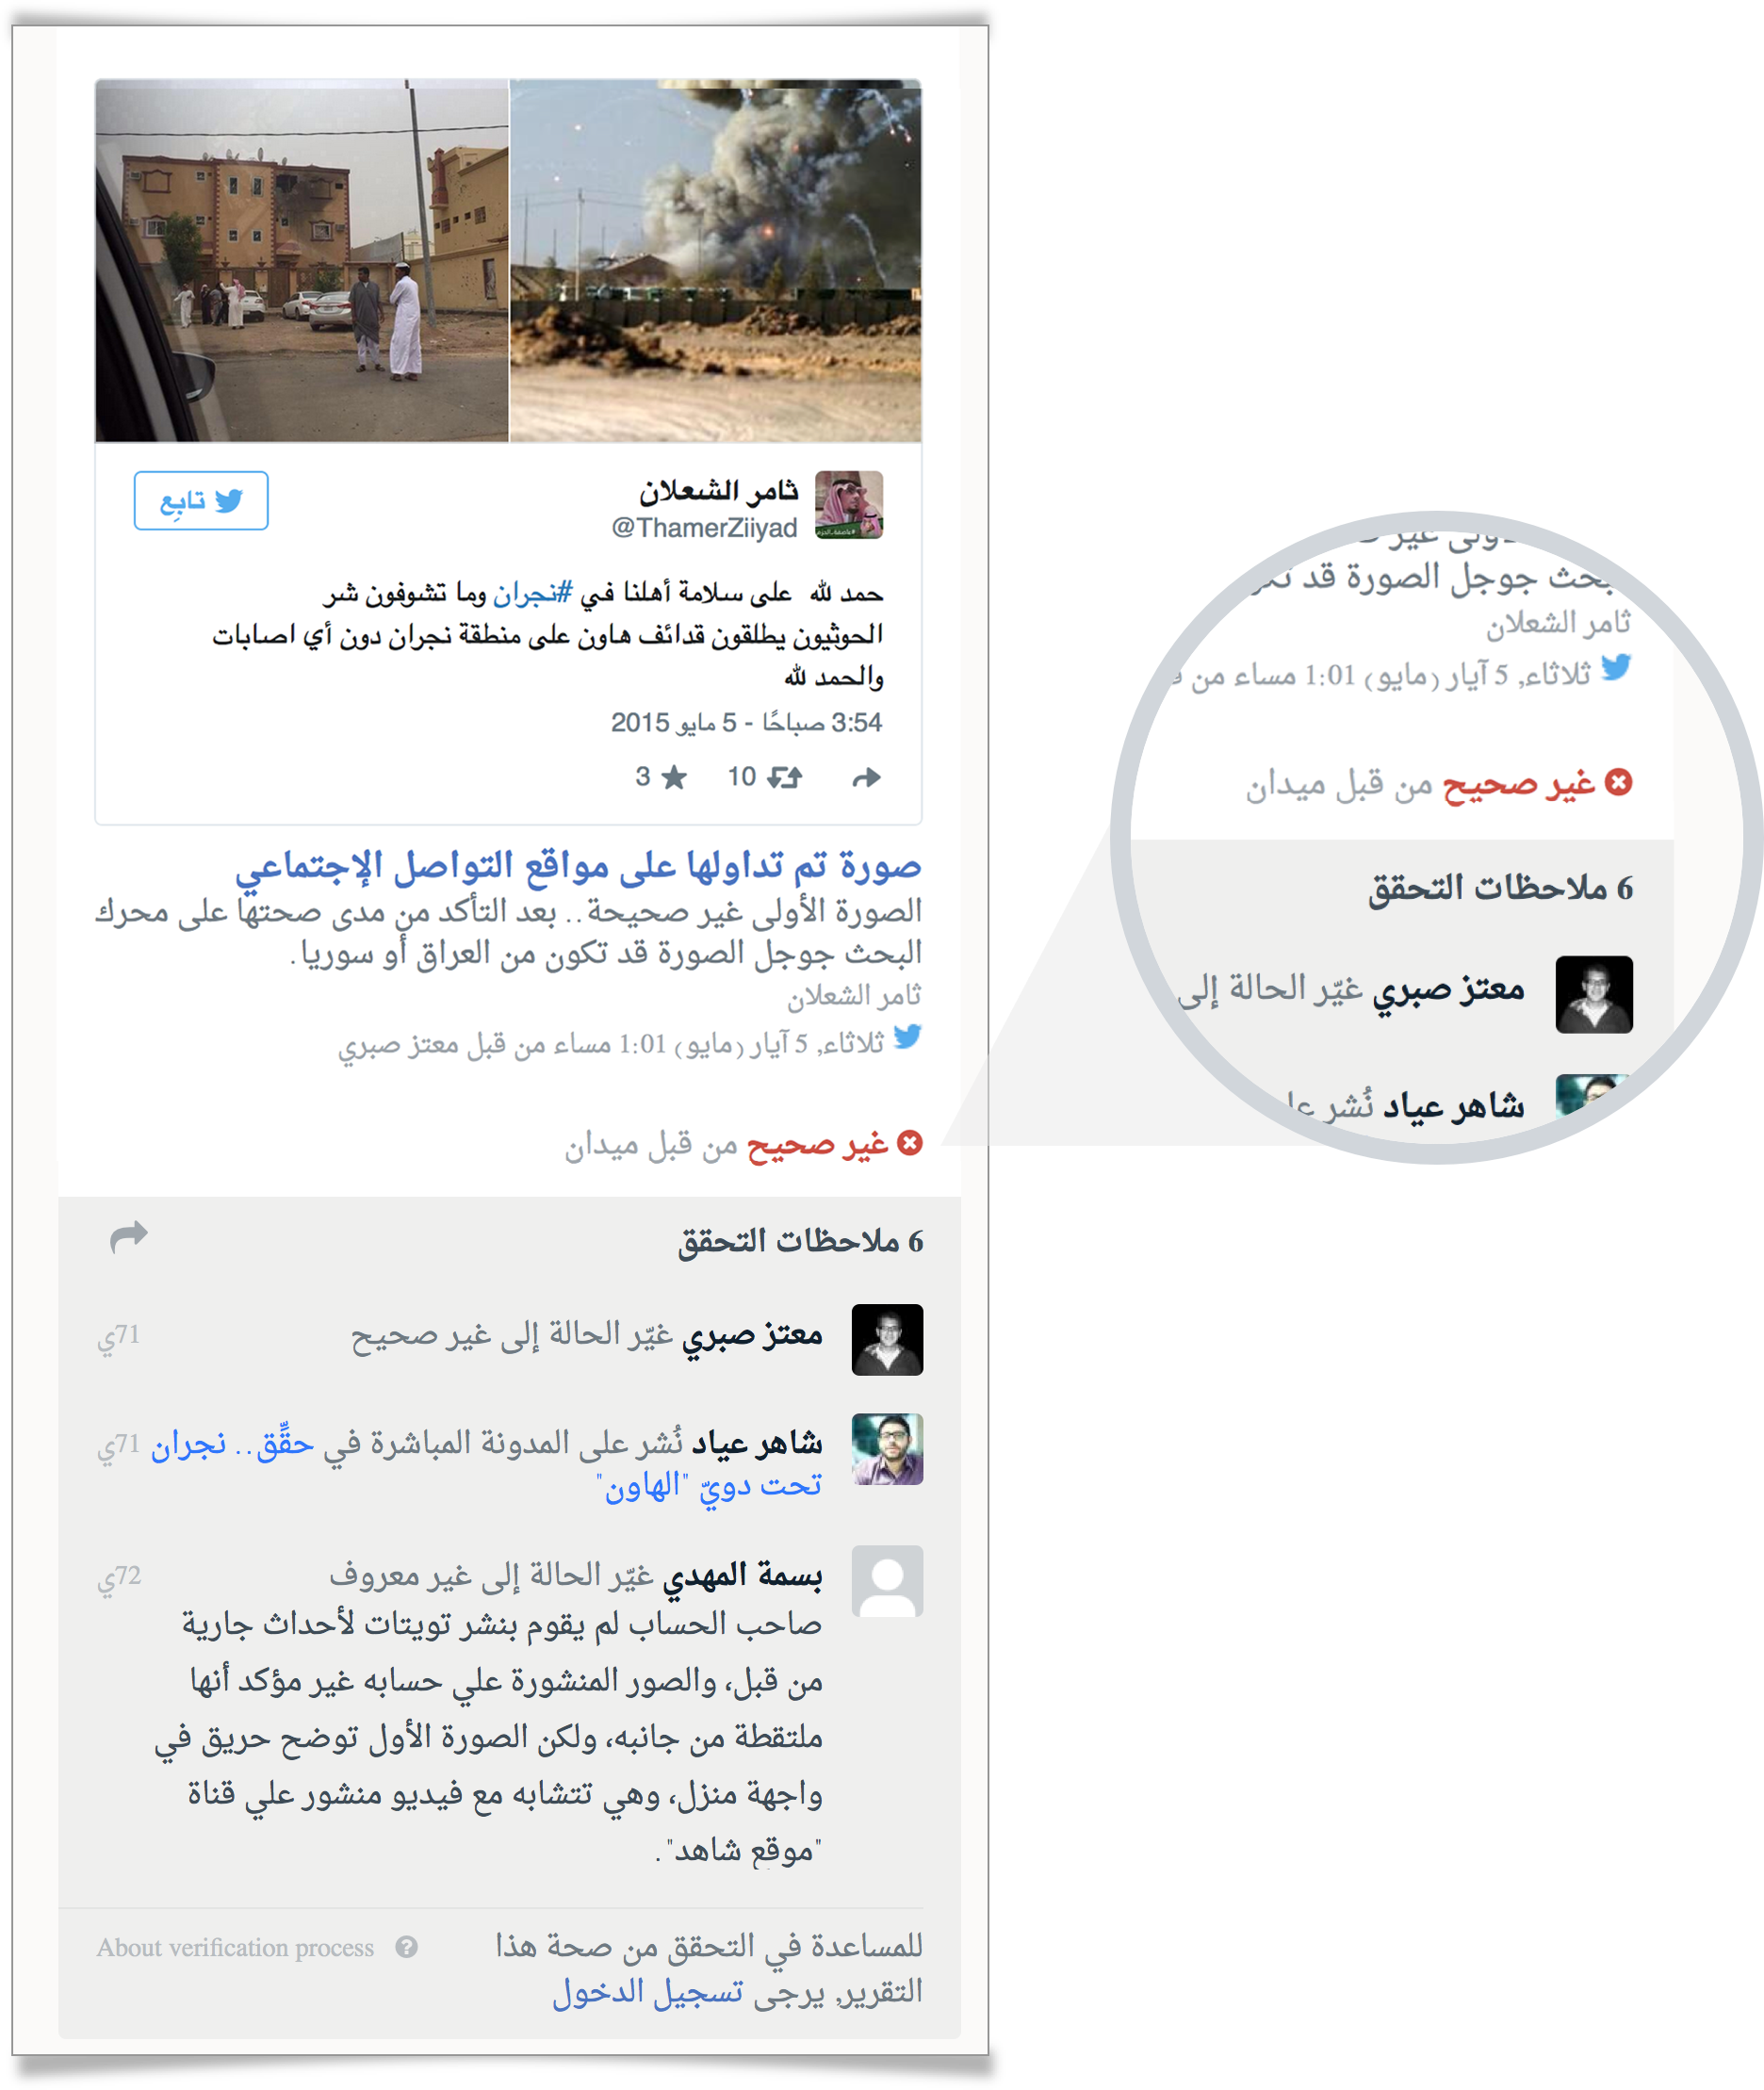 ثامر الشعلان
@ThamerZiiyad
تابِع
حمد لله على سلامة أهلنا في #نجران وما تشوفون شر
الحوثيون يطلقون قدائف هاون على منطقة نجران دون أي اصابات
والحمد لله
3:54 صباحًا - 5 مايو 2015
10 3
صورة تم تداولها على مواقع التواصل الإجتماعي
الصورة الأولى غير صحيحة.. بعد التأكد من مدى صحتها على محرك
البحث جوجل الصورة قد تكون من العراق أو سوريا.
ثامر الشعلان
ثلاثاء, 5 آيار (مايو) 1:01 مساء من قبل معتز صبري
غير صحيح من قبل ميدان
6 ملاحظات التحقق
معتز صبري غيّر الحالة إلى غير صحيح 71ي
شاهر عياد نُشر على المدونة المباشرة في حقِّق.. نجران 71ي
تحت دويّ "الهاون"
بسمة المهدي غيّر الحالة إلى غير معروف 72ي
صاحب الحساب لم يقوم بنشر تويتات لأحداث جارية
من قبل، والصور المنشورة علي حسابه غير مؤكد أنها
ملتقطة من جانبه، ولكن الصورة الأول توضح حريق في
واجهة منزل، وهي تتشابه مع فيديو منشور علي قناة
"موقع شاهد".
للمساعدة في التحقق من صحة هذا
التقرير, يرجى تسجيل الدخول
About verification process
غير
جوجل الصورة قد
ثامر الشعلان
ثلاثاء, 5 آيار (مايو) 1:01 مساء من
غير صحيح من قبل ميدان
6 ملاحظات التحقق
معتز صبري غيّر الحالة إلى
شاهر عياد نُشر